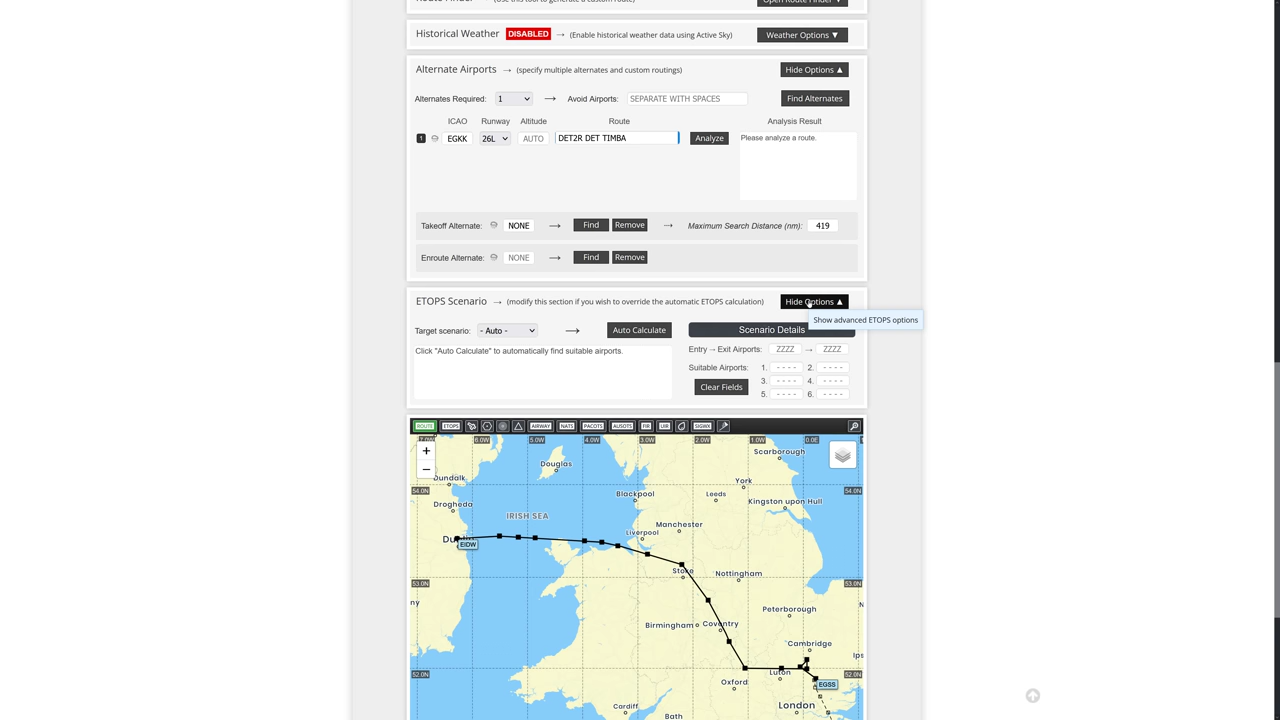 Historical Weather DISABLED → (Enable historical weather data using Active Sky) Weather Options ▼
Alternate Airports → (specify multiple alternates and custom routings) Hide Options ▲
Alternates Required: 1 → Avoid Airports: SEPARATE WITH SPACES Find Alternates
ICAO Runway Altitude Route Analysis Result
1 EGKK 26L AUTO DET2R DET TIMBA Analyze Please analyze a route.
Takeoff Alternate: NONE → Find Remove → Maximum Search Distance (nm): 419
Enroute Alternate: NONE → Find Remove
ETOPS Scenario → (modify this section if you wish to override the automatic ETOPS calculation) Hide Options ▲
Show advanced ETOPS options
Target scenario: - Auto - → Auto Calculate Scenario Details
Click "Auto Calculate" to automatically find suitable airports.
Entry → Exit Airports: ZZZZ → ZZZZ
Suitable Airports: 1. - - - - 2. - - - -
Clear Fields 3. - - - - 4. - - - -
5. - - - - 6. - - - -
ROUTE ETOPS AIRWAY NATS PACOTS AUSOTS FIR UIR SIGWX
6.0W 5.0W 4.0W 3.0W 2.0W 1.0W 0.0E
+
−
Scarborough
Douglas
Dundalk
York
54.0N 54.0N
Blackpool
Leeds
Kingston upon Hull
Drogheda
IRISH SEA
Manchester
Liverpool
EIDW
Stoke
Nottingham
53.0N 53.0N
Peterborough
Birmingham
Coventry
Cambridge
Luton
52.0N 52.0N
Oxford
EGSS
London
Cardiff
Bath